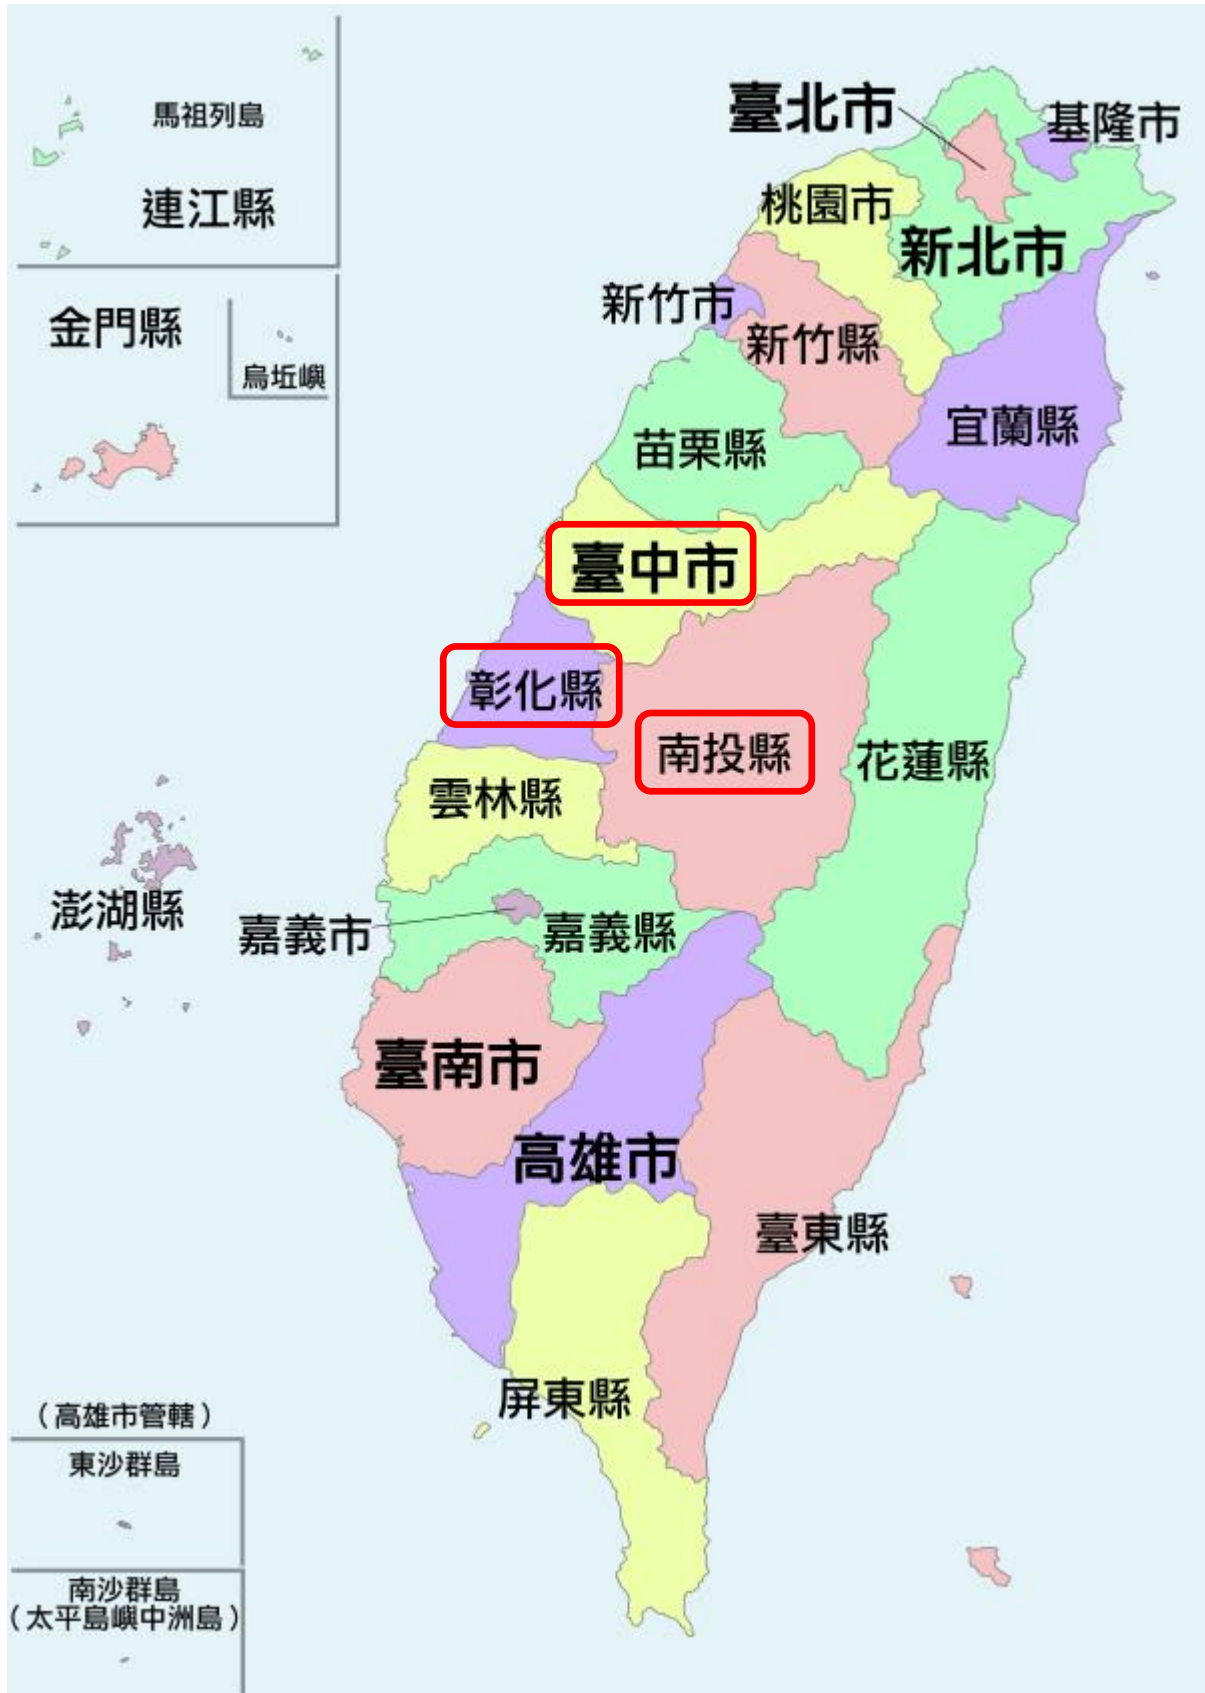 馬祖列島
連江縣
金門縣
烏坵嶼
臺北市
基隆市
桃園市
新北市
新竹市
新竹縣
宜蘭縣
苗栗縣
臺中市
彰化縣
南投縣
花蓮縣
雲林縣
澎湖縣
嘉義市
嘉義縣
臺南市
高雄市
臺東縣
屏東縣
（高雄市管轄）
東沙群島
南沙群島
（太平島嶼中洲島）